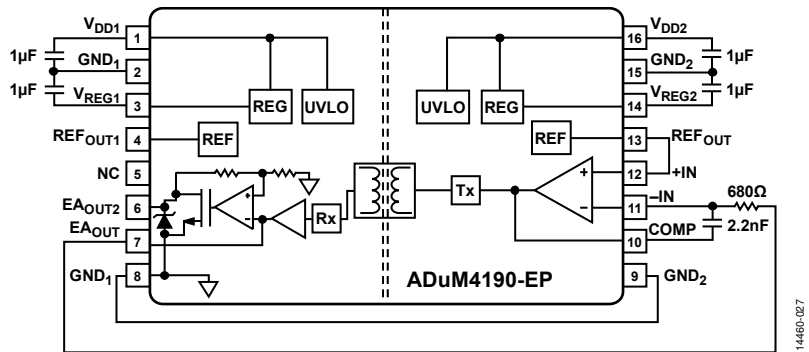 VDD1
1
1µF
GND1
2
1µF
VREG1
3
REG
UVLO
REFOUT1
4
REF
NC
5
EAOUT2
6
EAOUT
7
GND1
8
+
−
Rx
Tx
+
−
ADuM4190-EP
VDD2
16
1µF
GND2
15
1µF
VREG2
14
UVLO
REG
REF
13
REFOUT
12
+IN
11
−IN
680Ω
2.2nF
10
COMP
9
GND2
14460-027